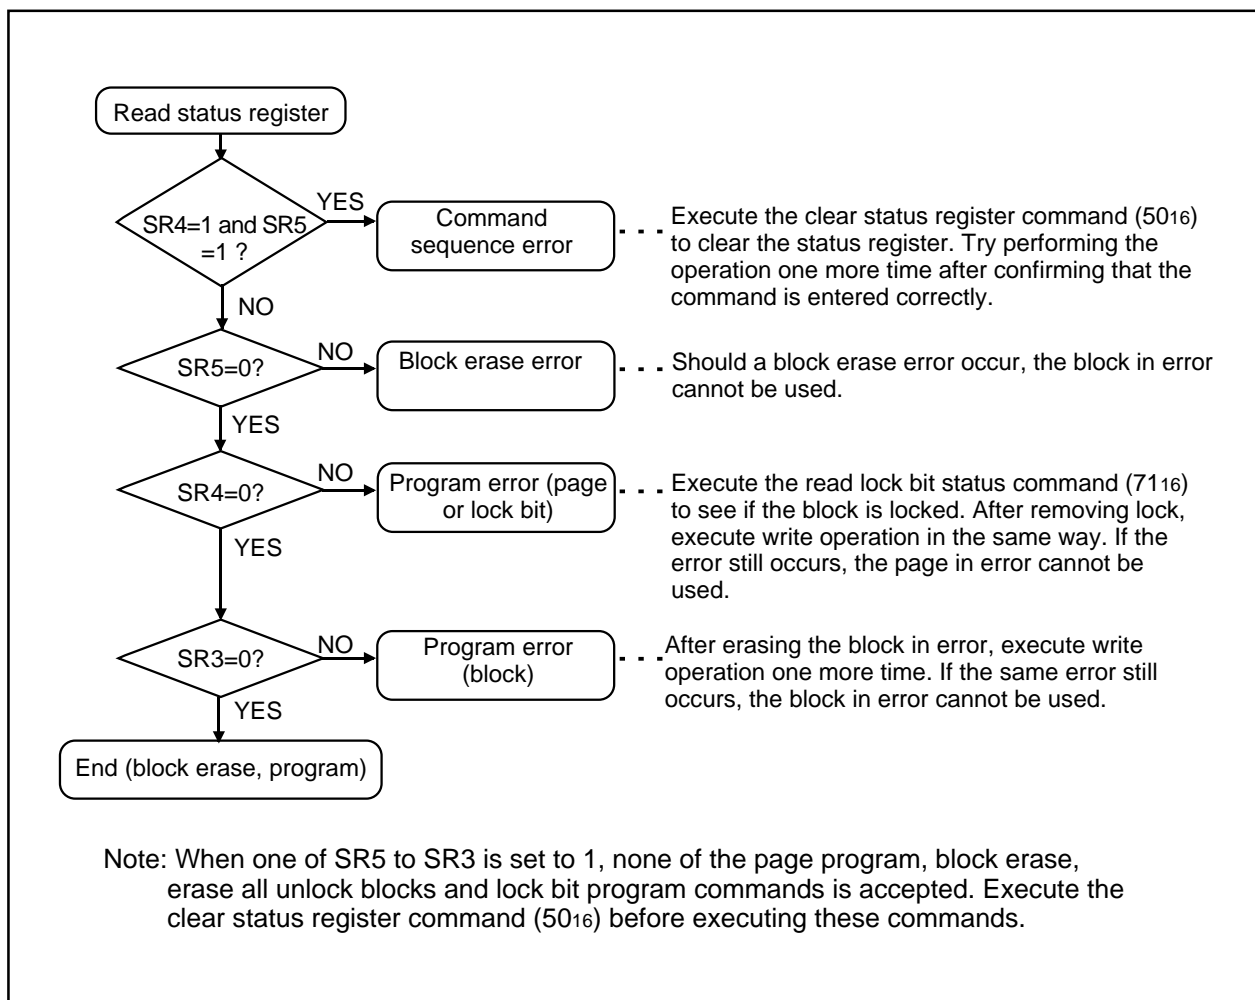 Read status register
SR4=1 and SR5
=1 ?
YES
Command
sequence error
Execute the clear status register command (5016)
to clear the status register. Try performing the
operation one more time after confirming that the
command is entered correctly.
NO
SR5=0?
NO
Block erase error
Should a block erase error occur, the block in error
cannot be used.
YES
SR4=0?
NO
Program error (page
or lock bit)
Execute the read lock bit status command (7116)
to see if the block is locked. After removing lock,
execute write operation in the same way. If the
error still occurs, the page in error cannot be
used.
YES
SR3=0?
NO
Program error
(block)
After erasing the block in error, execute write
operation one more time. If the same error still
occurs, the block in error cannot be used.
YES
End (block erase, program)
Note: When one of SR5 to SR3 is set to 1, none of the page program, block erase,
erase all unlock blocks and lock bit program commands is accepted. Execute the
clear status register command (5016) before executing these commands.